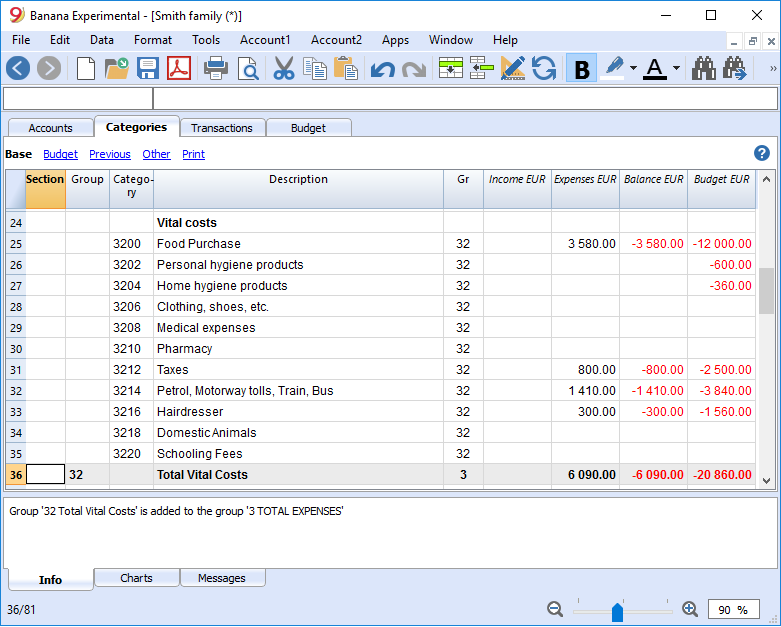 Banana Experimental - [Smith family (*)]
File Edit Data Format Tools Account1 Account2 Apps Window Help
B A »
Accounts Categories Transactions Budget
Base Budget Previous Other Print ?
Section Group Catego- Description Gr Income EUR Expenses EUR Balance EUR Budget EUR
ry
24 Vital costs
25 3200 Food Purchase 32 3 580.00 -3 580.00 -12 000.00
26 3202 Personal hygiene products 32 -600.00
27 3204 Home hygiene products 32 -360.00
28 3206 Clothing, shoes, etc. 32
29 3208 Medical expenses 32
30 3210 Pharmacy 32
31 3212 Taxes 32 800.00 -800.00 -2 500.00
32 3214 Petrol, Motorway tolls, Train, Bus 32 1 410.00 -1 410.00 -3 840.00
33 3216 Hairdresser 32 300.00 -300.00 -1 560.00
34 3218 Domestic Animals 32
35 3220 Schooling Fees 32
36 32 Total Vital Costs 3 6 090.00 -6 090.00 -20 860.00
Group '32 Total Vital Costs' is added to the group '3 TOTAL EXPENSES'
Info Charts Messages
36/81 90 %